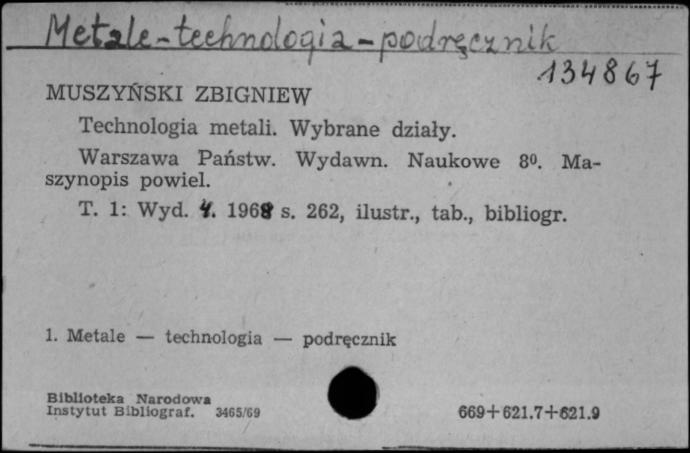 Metale - technologia - podręcznik
134867
MUSZYŃSKI ZBIGNIEW
Technologia metali. Wybrane działy.
Warszawa Państw. Wydawn. Naukowe 8⁰. Ma-
szynopis powiel.
T. 1: Wyd. 4. 1968 s. 262, ilustr., tab., bibliogr.
1. Metale — technologia — podręcznik
Biblioteka Narodowa
Instytut Bibliograf. 3465/69
669+621.7+621.9